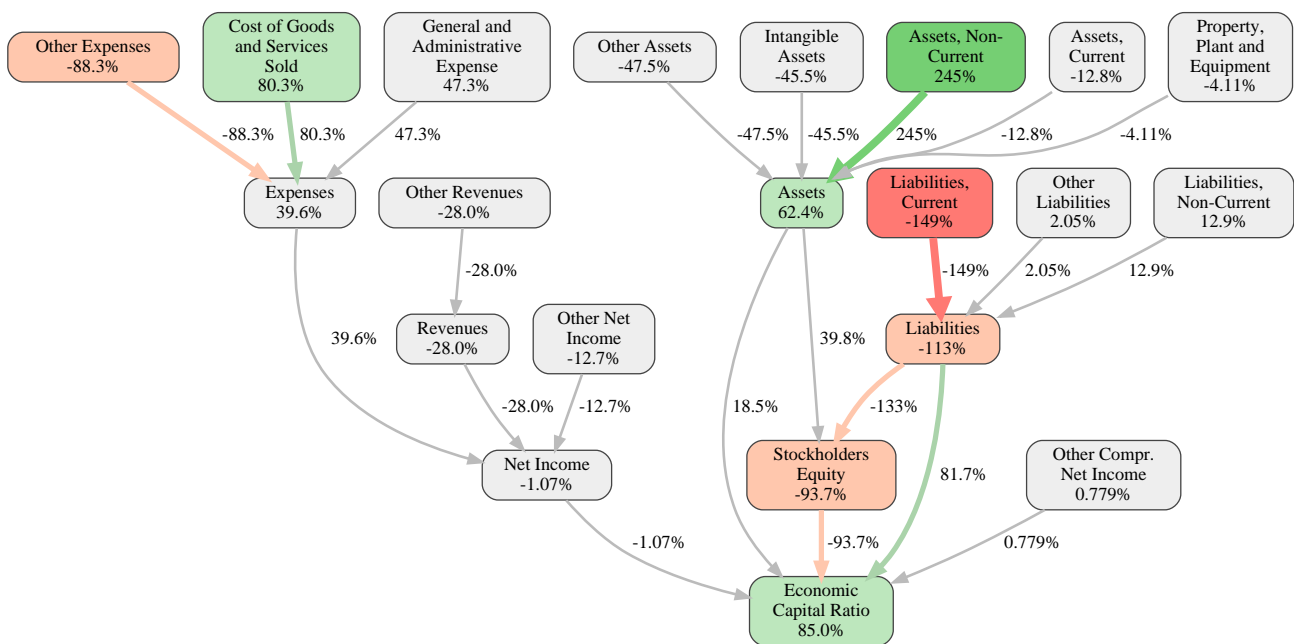 Other Expenses
-88.3%
Cost of Goods
and Services
Sold
80.3%
General and
Administrative
Expense
47.3%
Other Assets
-47.5%
Intangible
Assets
-45.5%
Assets, Non-
Current
245%
Assets,
Current
-12.8%
Property,
Plant and
Equipment
-4.11%
-88.3%
80.3%
47.3%
-47.5%
-45.5%
245%
-12.8%
-4.11%
Expenses
39.6%
Other Revenues
-28.0%
Assets
62.4%
Liabilities,
Current
-149%
Other
Liabilities
2.05%
Liabilities,
Non-Current
12.9%
-28.0%
-149%
2.05%
12.9%
39.6%
Revenues
-28.0%
Other Net
Income
-12.7%
39.8%
Liabilities
-113%
-28.0%
-12.7%
18.5%
-133%
Net Income
-1.07%
Stockholders
Equity
-93.7%
81.7%
Other Compr.
Net Income
0.779%
-1.07%
-93.7%
0.779%
Economic
Capital Ratio
85.0%